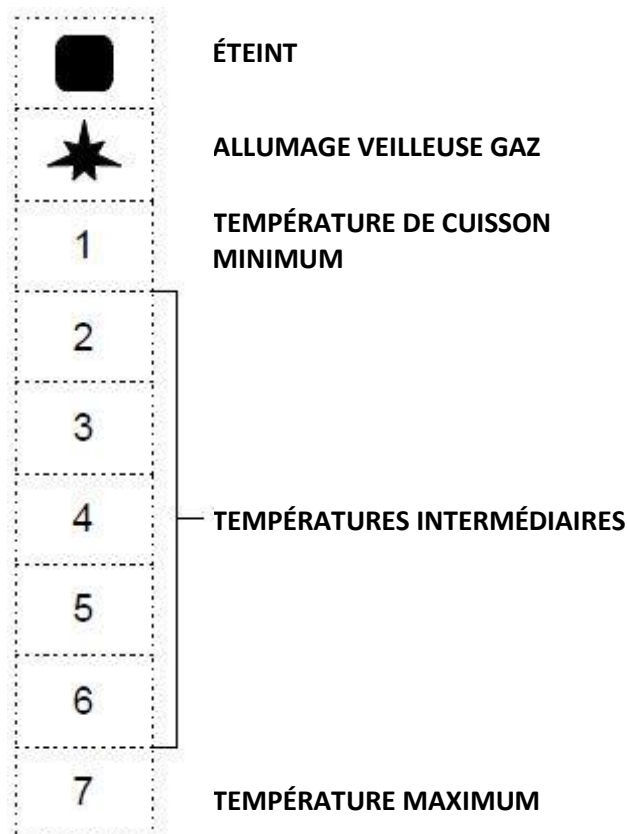 ÉTEINT
ALLUMAGE VEILLEUSE GAZ
1 TEMPÉRATURE DE CUISSON
MINIMUM
2
3
4 TEMPÉRATURES INTERMÉDIAIRES
5
6
7 TEMPÉRATURE MAXIMUM